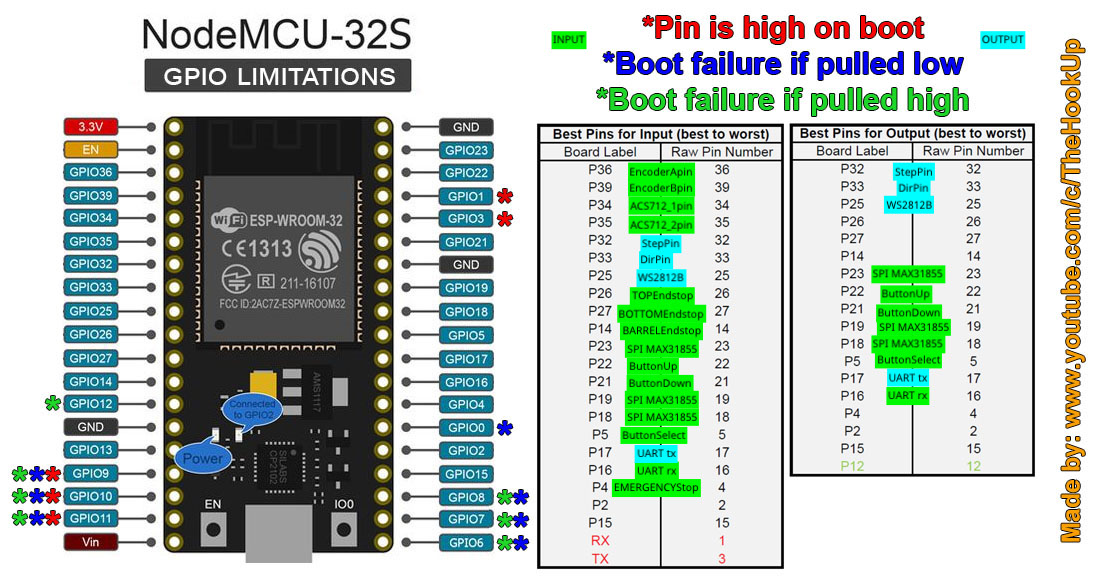 NodeMCU-32S
GPIO LIMITATIONS
INPUT
*Pin is high on boot
OUTPUT
*Boot failure if pulled low
*Boot failure if pulled high
3.3V
EN
GPIO36
GPIO39
GPIO34
GPIO35
GPIO32
GPIO33
GPIO25
GPIO26
GPIO27
GPIO14
* GPIO12
GND
GPIO13
*** GPIO9
*** GPIO10
*** GPIO11
Vin
WiFi ESP-WROOM-32
CE1313
R 211-16107
FCC ID:2AC7Z-ESPWROOM32
AMS1117
Connected
to GPIO2
Power
SILABS
CP2102
EN
IO0
GND
GPIO23
GPIO22
GPIO1 *
GPIO3 *
GPIO21
GND
GPIO19
GPIO18
GPIO5
GPIO17
GPIO16
GPIO4
GPIO0 *
GPIO2
GPIO15
GPIO8 **
GPIO7 **
GPIO6 **
Best Pins for Input (best to worst)
Board Label Raw Pin Number
P36 EncoderApin 36
P39 EncoderBpin 39
P34 ACS712_1pin 34
P35 ACS712_2pin 35
P32 StepPin 32
P33 DirPin 33
P25 WS2812B 25
P26 TOPEndstop 26
P27 BOTTOMEndstop 27
P14 BARRELEndstop 14
P23 SPI MAX31855 23
P22 ButtonUp 22
P21 ButtonDown 21
P19 SPI MAX31855 19
P18 SPI MAX31855 18
P5 ButtonSelect 5
P17 UART tx 17
P16 UART rx 16
P4 EMERGENCYStop 4
P2 2
P15 15
RX 1
TX 3
Best Pins for Output (best to worst)
Board Label Raw Pin Number
P32 StepPin 32
P33 DirPin 33
P25 WS2812B 25
P26 26
P27 27
P14 14
P23 SPI MAX31855 23
P22 ButtonUp 22
P21 ButtonDown 21
P19 SPI MAX31855 19
P18 SPI MAX31855 18
P5 ButtonSelect 5
P17 UART tx 17
P16 UART rx 16
P4 4
P2 2
P15 15
P12 12
Made by: www.youtube.com/c/TheHookUp